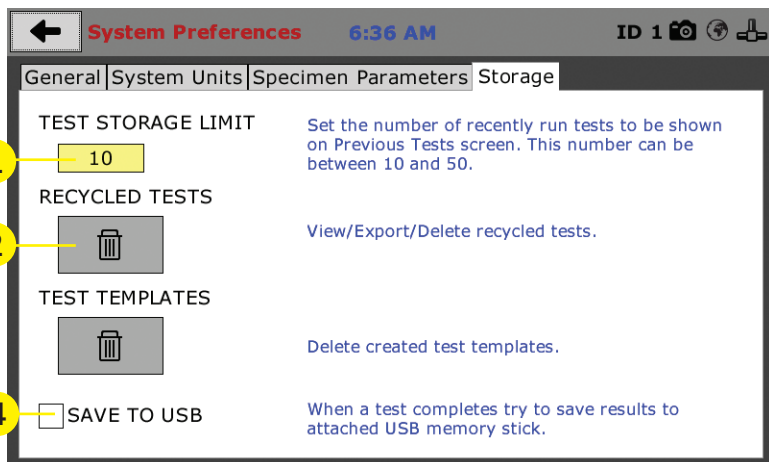 System Preferences 6:36 AM ID 1
General System Units Specimen Parameters Storage
TEST STORAGE LIMIT
10
Set the number of recently run tests to be shown
on Previous Tests screen. This number can be
between 10 and 50.
RECYCLED TESTS
View/Export/Delete recycled tests.
TEST TEMPLATES
Delete created test templates.
4
SAVE TO USB
When a test completes try to save results to
attached USB memory stick.